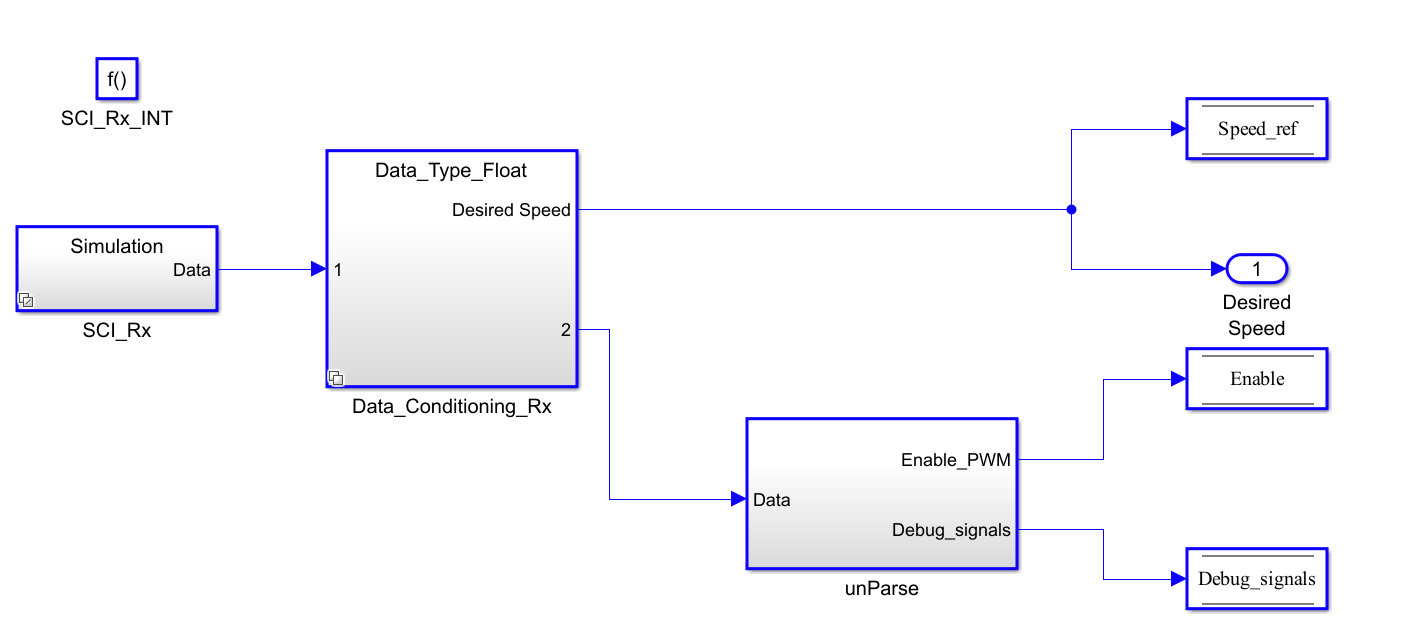 f()
SCI_Rx_INT
Simulation
Data
SCI_Rx
Data_Type_Float
Desired Speed
1
2
Data_Conditioning_Rx
Data
Enable_PWM
Debug_signals
unParse
Speed_ref
1
Desired
Speed
Enable
Debug_signals